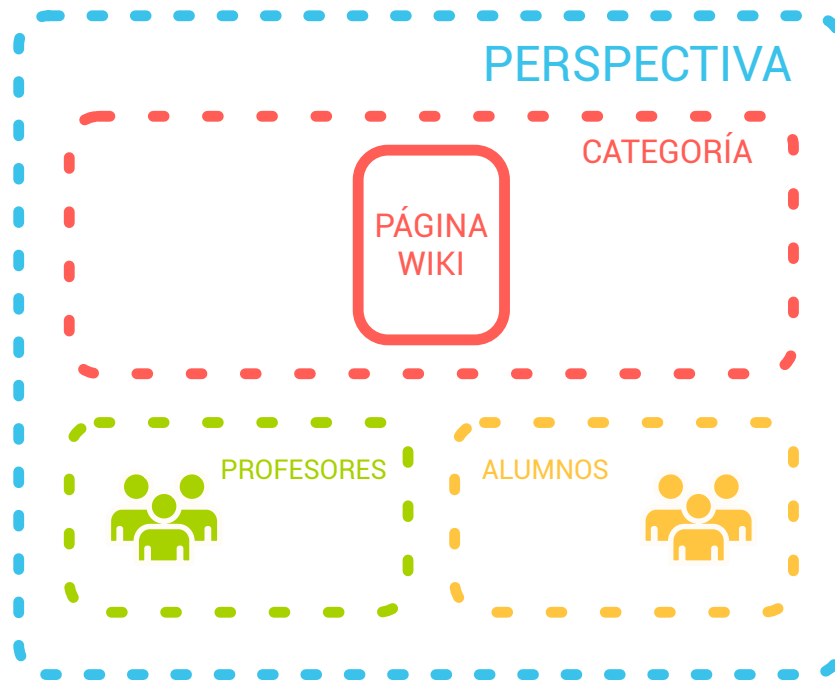 PERSPECTIVA
CATEGORÍA
PÁGINA
WIKI
PROFESORES
ALUMNOS